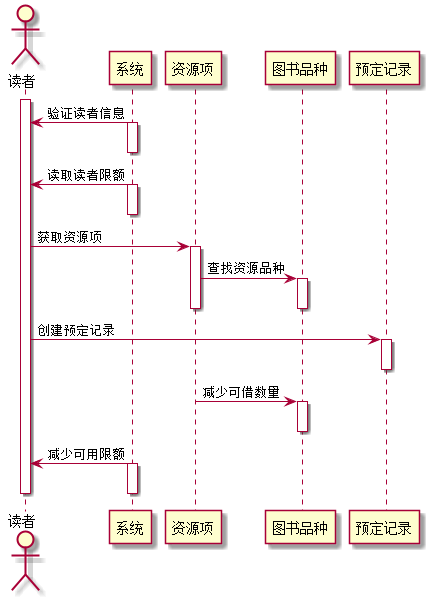 读者
系统
资源项
图书品种
预定记录
验证读者信息
读取读者限额
获取资源项
查找资源品种
创建预定记录
减少可借数量
减少可用限额
读者
系统
资源项
图书品种
预定记录